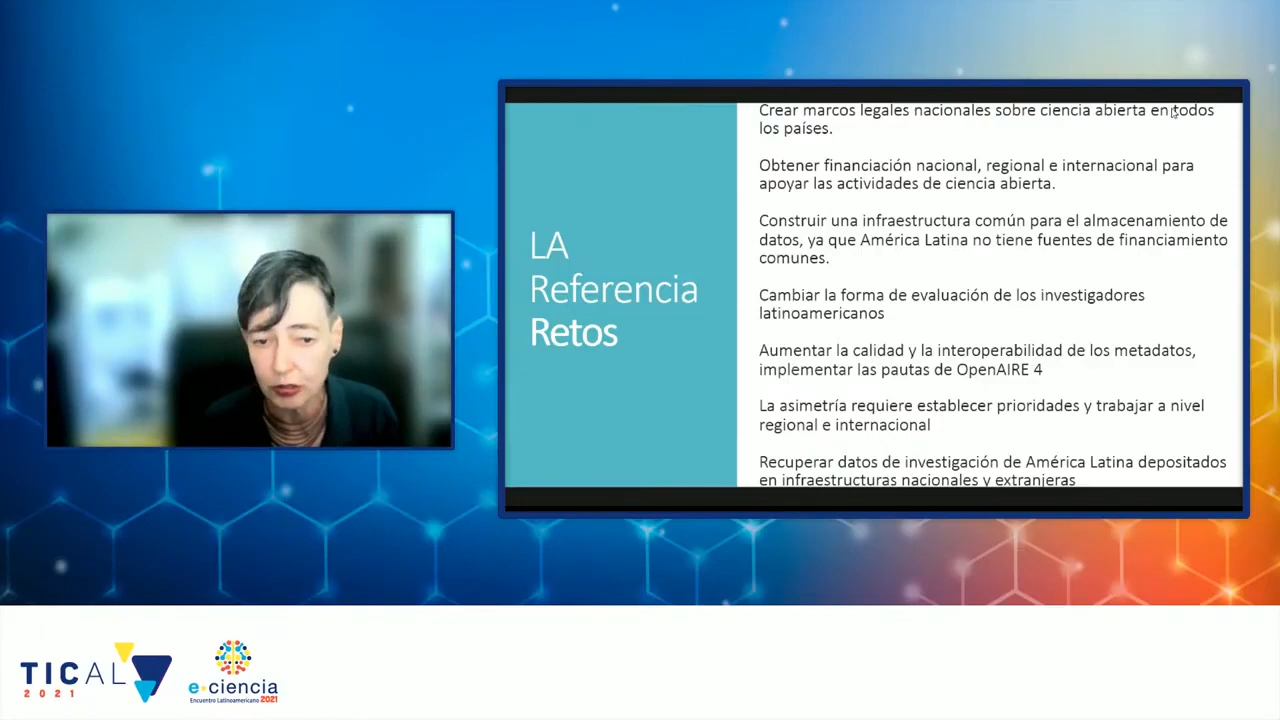 LA
Referencia
Retos
Crear marcos legales nacionales sobre ciencia abierta en todos
los países.
Obtener financiación nacional, regional e internacional para
apoyar las actividades de ciencia abierta.
Construir una infraestructura común para el almacenamiento de
datos, ya que América Latina no tiene fuentes de financiamiento
comunes.
Cambiar la forma de evaluación de los investigadores
latinoamericanos
Aumentar la calidad y la interoperabilidad de los metadatos,
implementar las pautas de OpenAIRE 4
La asimetría requiere establecer prioridades y trabajar a nivel
regional e internacional
Recuperar datos de investigación de América Latina depositados
en infraestructuras nacionales y extranjeras
TICAL
2021
e-ciencia
Encuentro Latinoamericano 2021